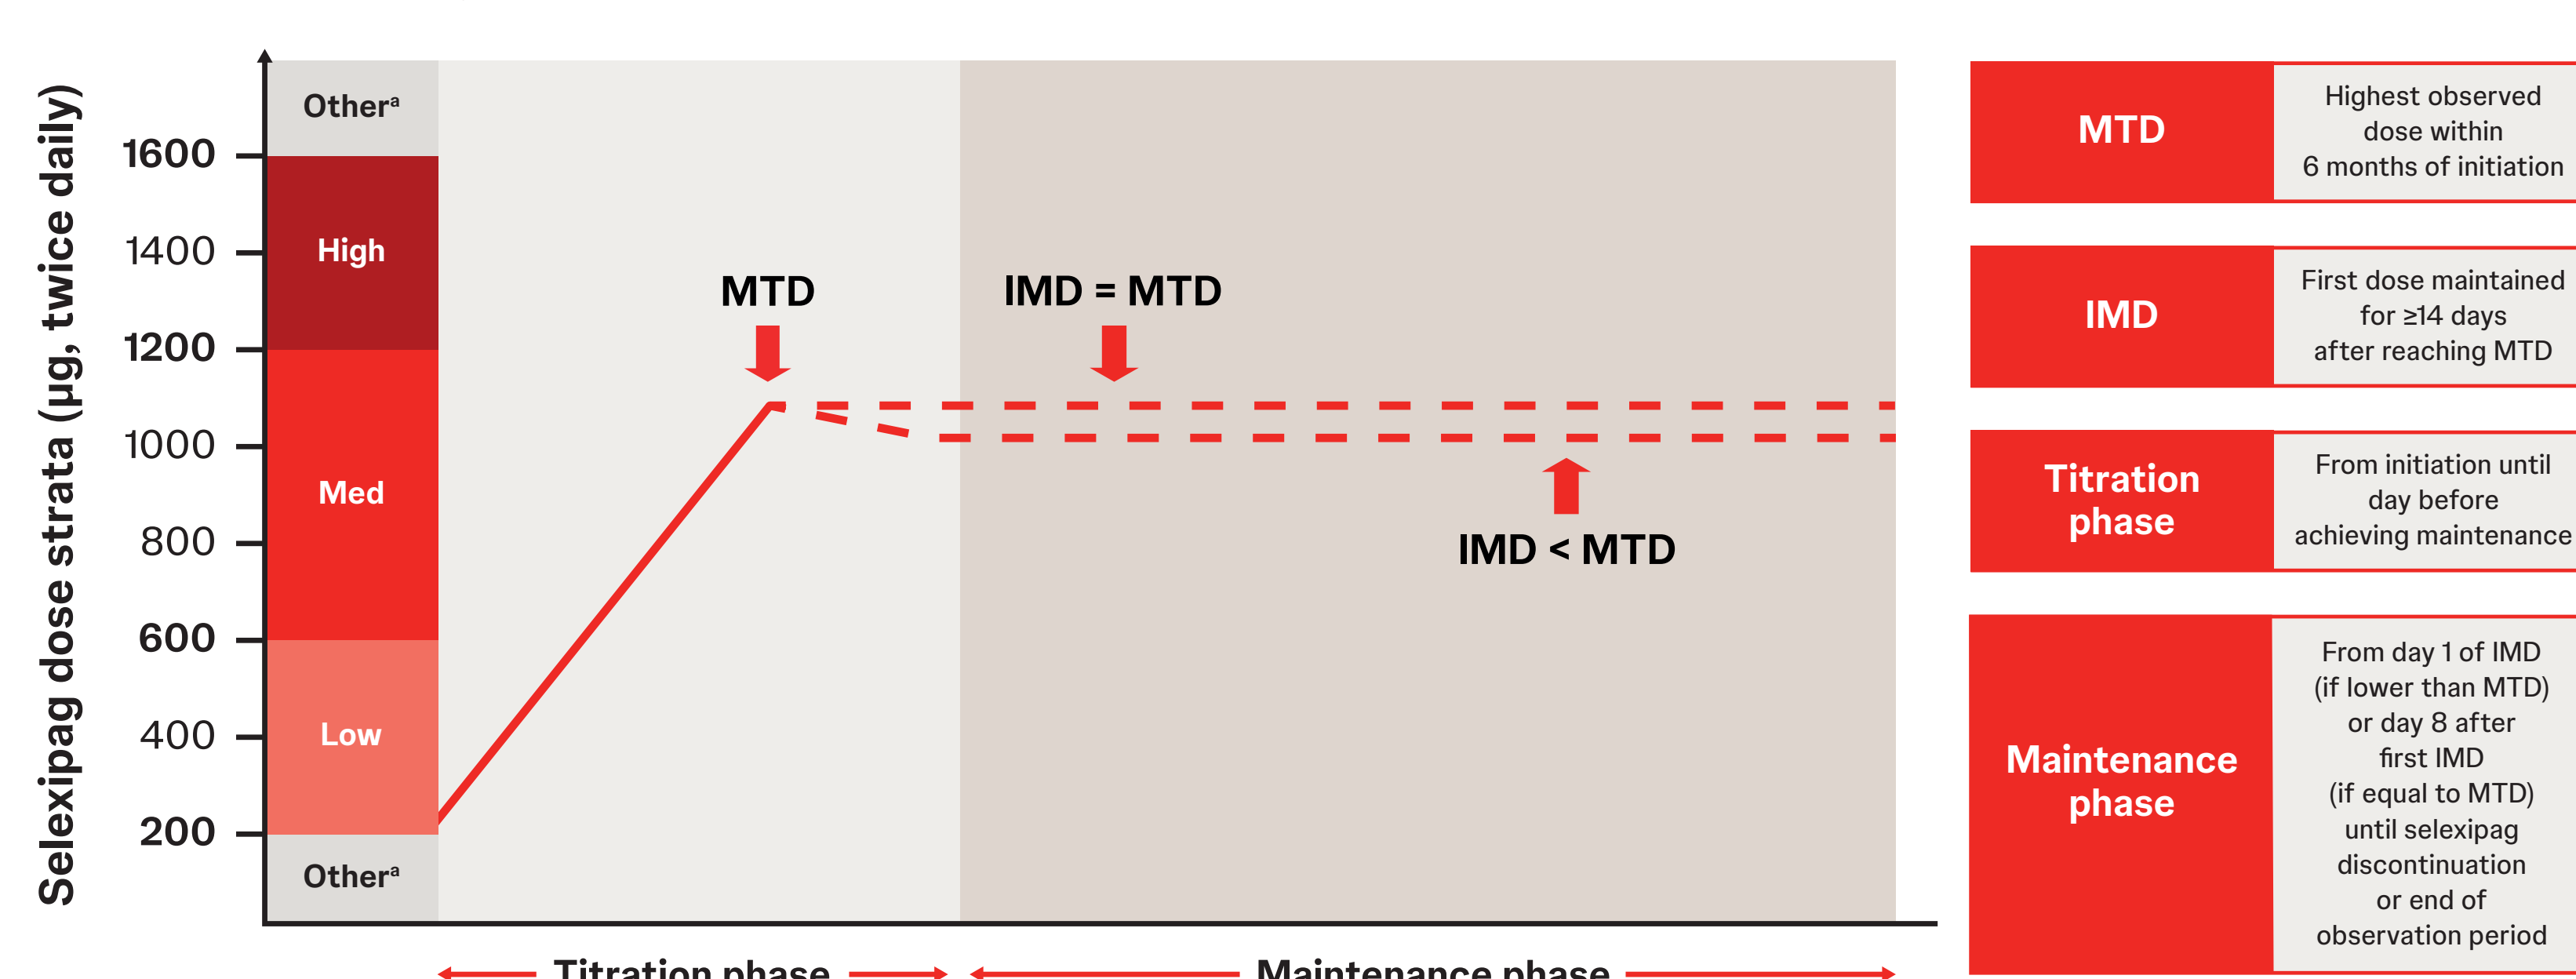 Selexipag dose strata (µg, twice daily)
1600
1400
1200
1000
800
600
400
200
Otherᵃ
High
Med
Low
Otherᵃ
MTD
IMD = MTD
IMD < MTD
Titration phase
Maintenance phase
MTD
Highest observed
dose within
6 months of initiation
IMD
First dose maintained
for ≥14 days
after reaching MTD
Titration
phase
From initiation until
day before
achieving maintenance
Maintenance
phase
From day 1 of IMD
(if lower than MTD)
or day 8 after
first IMD
(if equal to MTD)
until selexipag
discontinuation
or end of
observation period